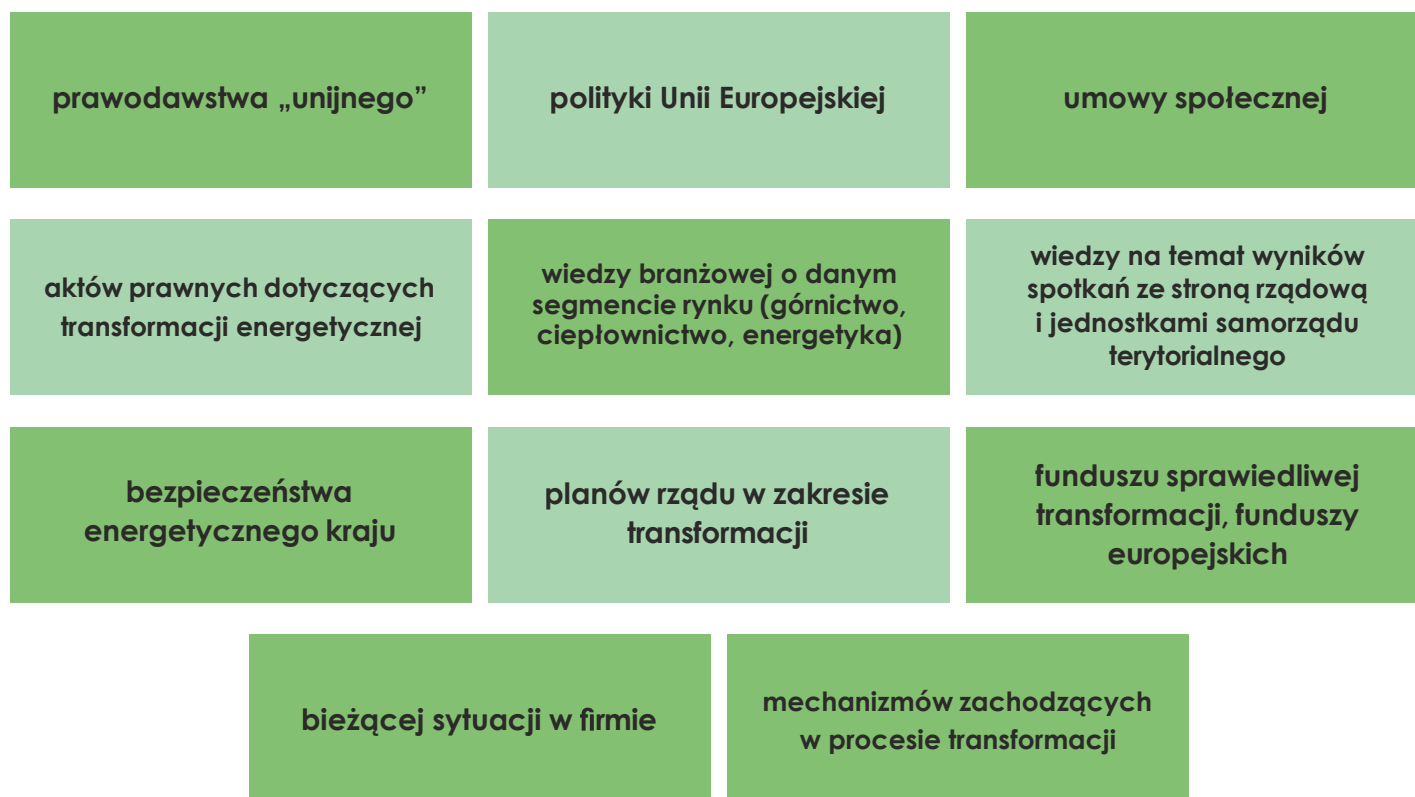 prawodawstwa „unijnego”
polityki Unii Europejskiej
umowy społecznej
aktów prawnych dotyczących
transformacji energetycznej
wiedzy branżowej o danym
segmencie rynku (górnictwo,
ciepłownictwo, energetyka)
wiedzy na temat wyników
spotkań ze stroną rządową
i jednostkami samorządu
terytorialnego
bezpieczeństwa
energetycznego kraju
planów rządu w zakresie
transformacji
funduszu sprawiedliwej
transformacji, funduszy
europejskich
bieżącej sytuacji w firmie
mechanizmów zachodzących
w procesie transformacji